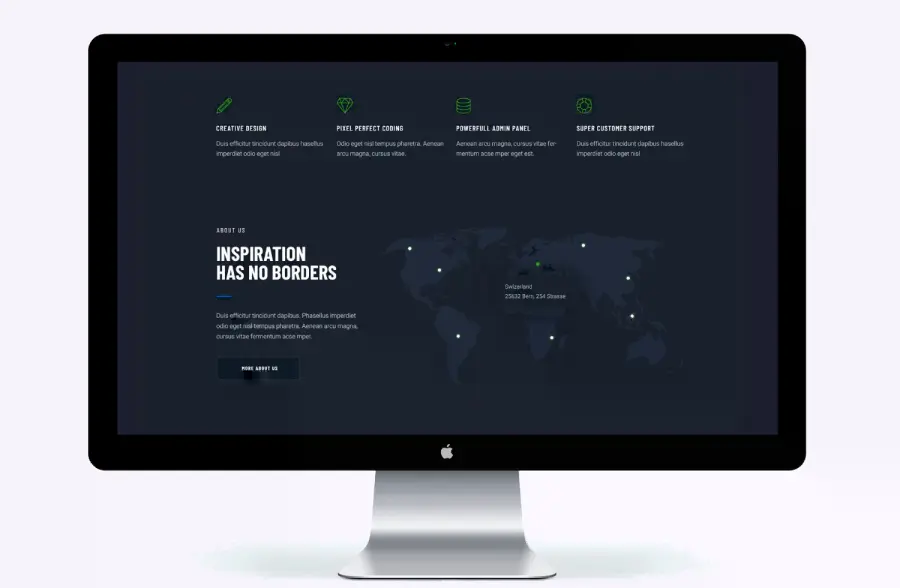 CREATIVE DESIGN
Duis efficitur tincidunt dapibus hasellus
imperdiet odio eget nisl
PIXEL PERFECT CODING
Odio eget nisl tempus pharetra. Aenean
arcu magna, cursus vitae.
POWERFULL ADMIN PANEL
Aenean arcu magna, cursus vitae fer-
mentum acse mper eget est.
SUPER CUSTOMER SUPPORT
Duis efficitur tincidunt dapibus hasellus
imperdiet odio eget nisl
ABOUT US
INSPIRATION
HAS NO BORDERS
Duis efficitur tincidunt dapibus. Phasellus imperdiet
odio eget nisl tempus pharetra. Aenean arcu magna,
cursus vitae fermentum acse mper.
MORE ABOUT US
Swizerland
25632 Bern, 254 Strasse